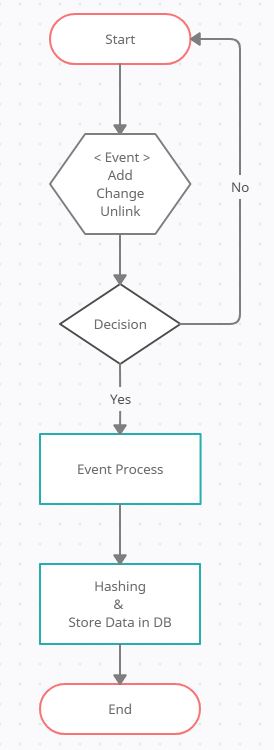 Start
< Event >
Add
Change
Unlink
No
Decision
Yes
Event Process
Hashing
&
Store Data in DB
End